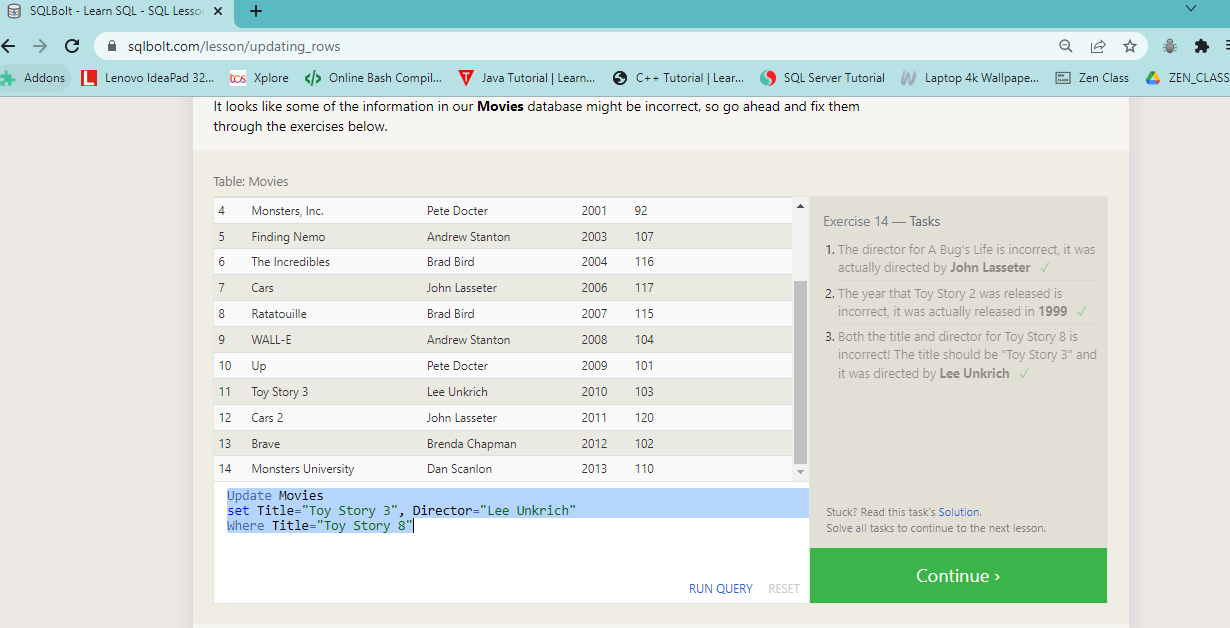 SQLBolt - Learn SQL - SQL Lesson
sqlbolt.com/lesson/updating_rows
Addons Lenovo IdeaPad 32... tcs Xplore Online Bash Compil... Java Tutorial | Learn... C++ Tutorial | Lear... SQL Server Tutorial Laptop 4k Wallpape... Zen Class ZEN_CLASS
It looks like some of the information in our Movies database might be incorrect, so go ahead and fix them
through the exercises below.
Table: Movies
4 Monsters, Inc. Pete Docter 2001 92
5 Finding Nemo Andrew Stanton 2003 107
6 The Incredibles Brad Bird 2004 116
7 Cars John Lasseter 2006 117
8 Ratatouille Brad Bird 2007 115
9 WALL-E Andrew Stanton 2008 104
10 Up Pete Docter 2009 101
11 Toy Story 3 Lee Unkrich 2010 103
12 Cars 2 John Lasseter 2011 120
13 Brave Brenda Chapman 2012 102
14 Monsters University Dan Scanlon 2013 110
Update Movies
set Title="Toy Story 3", Director="Lee Unkrich"
Where Title="Toy Story 8"
RUN QUERY RESET
Exercise 14 — Tasks
1. The director for A Bug's Life is incorrect, it was
actually directed by John Lasseter ✓
2. The year that Toy Story 2 was released is
incorrect, it was actually released in 1999 ✓
3. Both the title and director for Toy Story 8 is
incorrect! The title should be "Toy Story 3" and
it was directed by Lee Unkrich ✓
Stuck? Read this task's Solution.
Solve all tasks to continue to the next lesson.
Continue ›